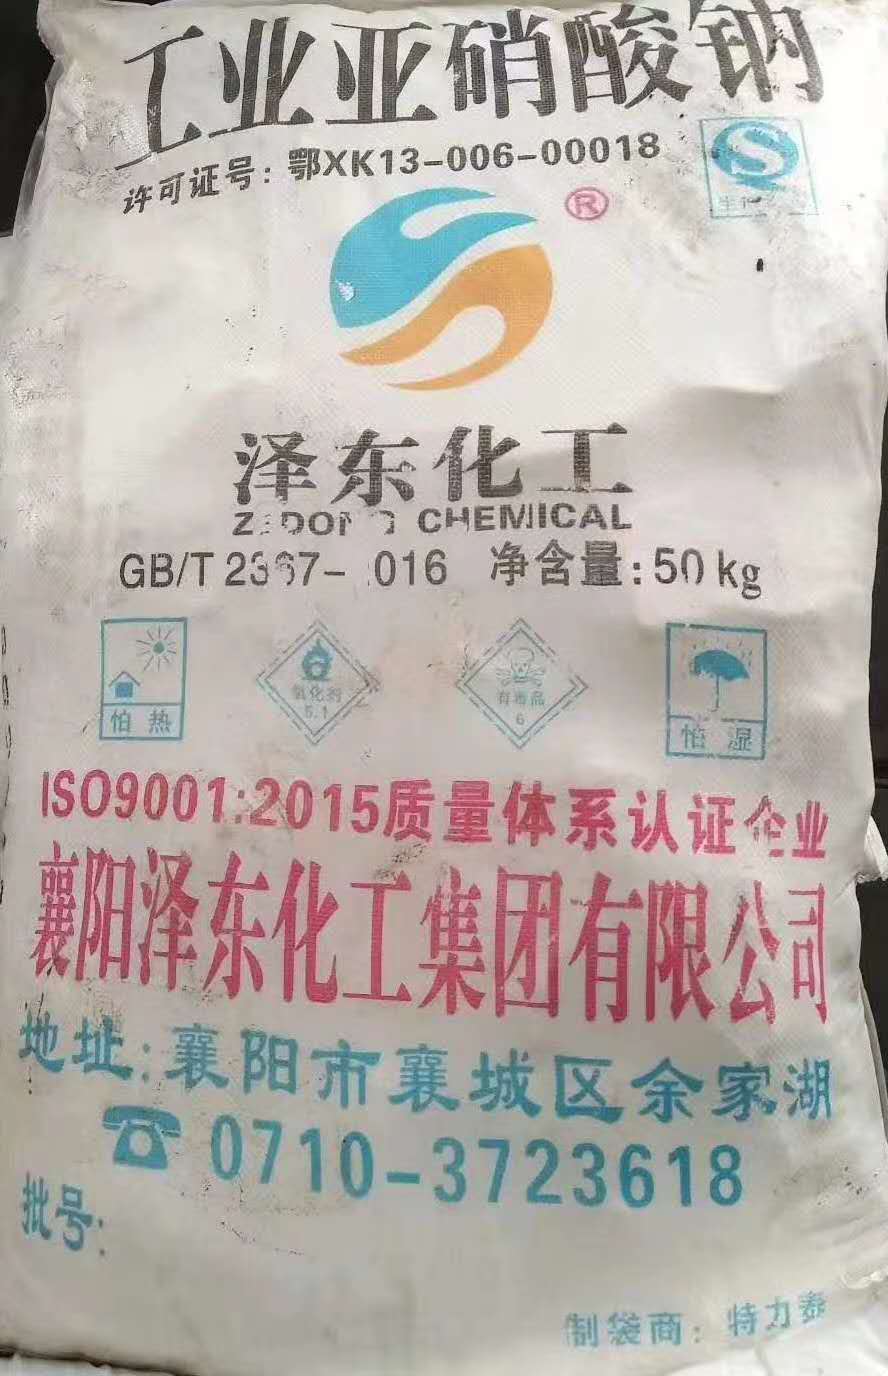 工业亚硝酸钠
许可证号：鄂XK13-006-00018
®
泽东化工
CHEMICAL
GB/T 2367- 016 净含量:50kg
怕热
氧化剂
5.1
有毒品
6
怕湿
ISO9001:2015质量体系认证企业
襄阳泽东化工集团有限公司
地址:襄阳市襄城区余家湖
☎0710-3723618
批号:
制袋商：特力泰